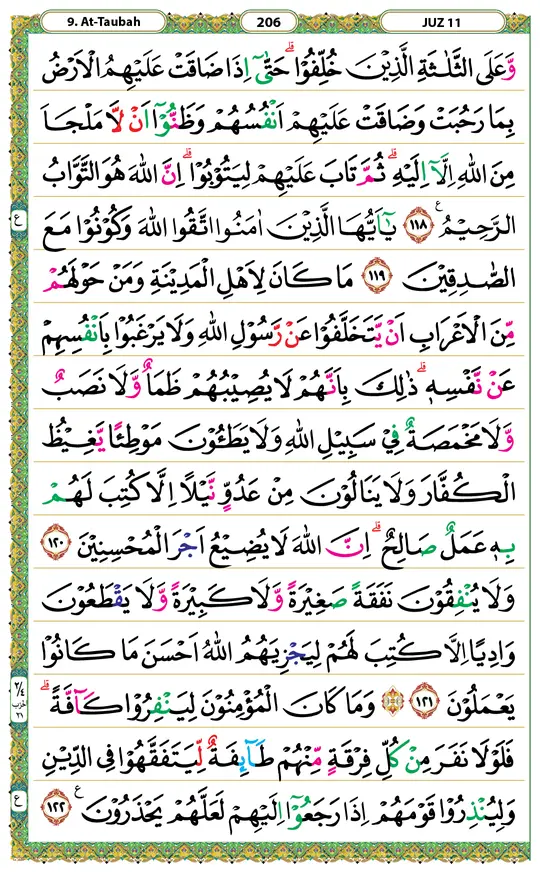 9. At-Taubah 206 JUZ 11
وَّعَلَى الثَّلٰثَةِ الَّذِيْنَ خُلِّفُوْاۗ حَتّٰٓى اِذَا ضَاقَتْ عَلَيْهِمُ الْاَرْضُ
بِمَا رَحُبَتْ وَضَاقَتْ عَلَيْهِمْ اَنْفُسُهُمْ وَظَنُّوْٓا اَنْ لَّا مَلْجَاَ
مِنَ اللّٰهِ اِلَّآ اِلَيْهِۗ ثُمَّ تَابَ عَلَيْهِمْ لِيَتُوْبُوْاۗ اِنَّ اللّٰهَ هُوَ التَّوَّابُ
ع
الرَّحِيْمُ ࣖ ١١٨ يٰٓاَيُّهَا الَّذِيْنَ اٰمَنُوا اتَّقُوا اللّٰهَ وَكُوْنُوْا مَعَ
الصّٰدِقِيْنَ ١١٩ مَا كَانَ لِاَهْلِ الْمَدِيْنَةِ وَمَنْ حَوْلَهُمْ
مِّنَ الْاَعْرَابِ اَنْ يَّتَخَلَّفُوْا عَنْ رَّسُوْلِ اللّٰهِ وَلَا يَرْغَبُوْا بِاَنْفُسِهِمْ
عَنْ نَّفْسِهٖۗ ذٰلِكَ بِاَنَّهُمْ لَا يُصِيْبُهُمْ ظَمَاٌ وَّلَا نَصَبٌ
وَّلَا مَخْمَصَةٌ فِيْ سَبِيْلِ اللّٰهِ وَلَا يَطَـُٔوْنَ مَوْطِئًا يَّغِيْظُ
الْكُفَّارَ وَلَا يَنَالُوْنَ مِنْ عَدُوٍّ نَّيْلًا اِلَّا كُتِبَ لَهُمْ
بِهٖ عَمَلٌ صَالِحٌۗ اِنَّ اللّٰهَ لَا يُضِيْعُ اَجْرَ الْمُحْسِنِيْنَ ١٢٠
وَلَا يُنْفِقُوْنَ نَفَقَةً صَغِيْرَةً وَّلَا كَبِيْرَةً وَّلَا يَقْطَعُوْنَ
وَادِيًا اِلَّا كُتِبَ لَهُمْ لِيَجْزِيَهُمُ اللّٰهُ اَحْسَنَ مَا كَانُوْا
٢/٤ حزب ٢١
يَعْمَلُوْنَ ١٢١ ۞ وَمَا كَانَ الْمُؤْمِنُوْنَ لِيَنْفِرُوْا كَاۤفَّةًۗ
فَلَوْلَا نَفَرَ مِنْ كُلِّ فِرْقَةٍ مِّنْهُمْ طَاۤىِٕفَةٌ لِّيَتَفَقَّهُوْا فِى الدِّيْنِ
ع
وَلِيُنْذِرُوْا قَوْمَهُمْ اِذَا رَجَعُوْٓا اِلَيْهِمْ لَعَلَّهُمْ يَحْذَرُوْنَ ࣖ ١٢٢